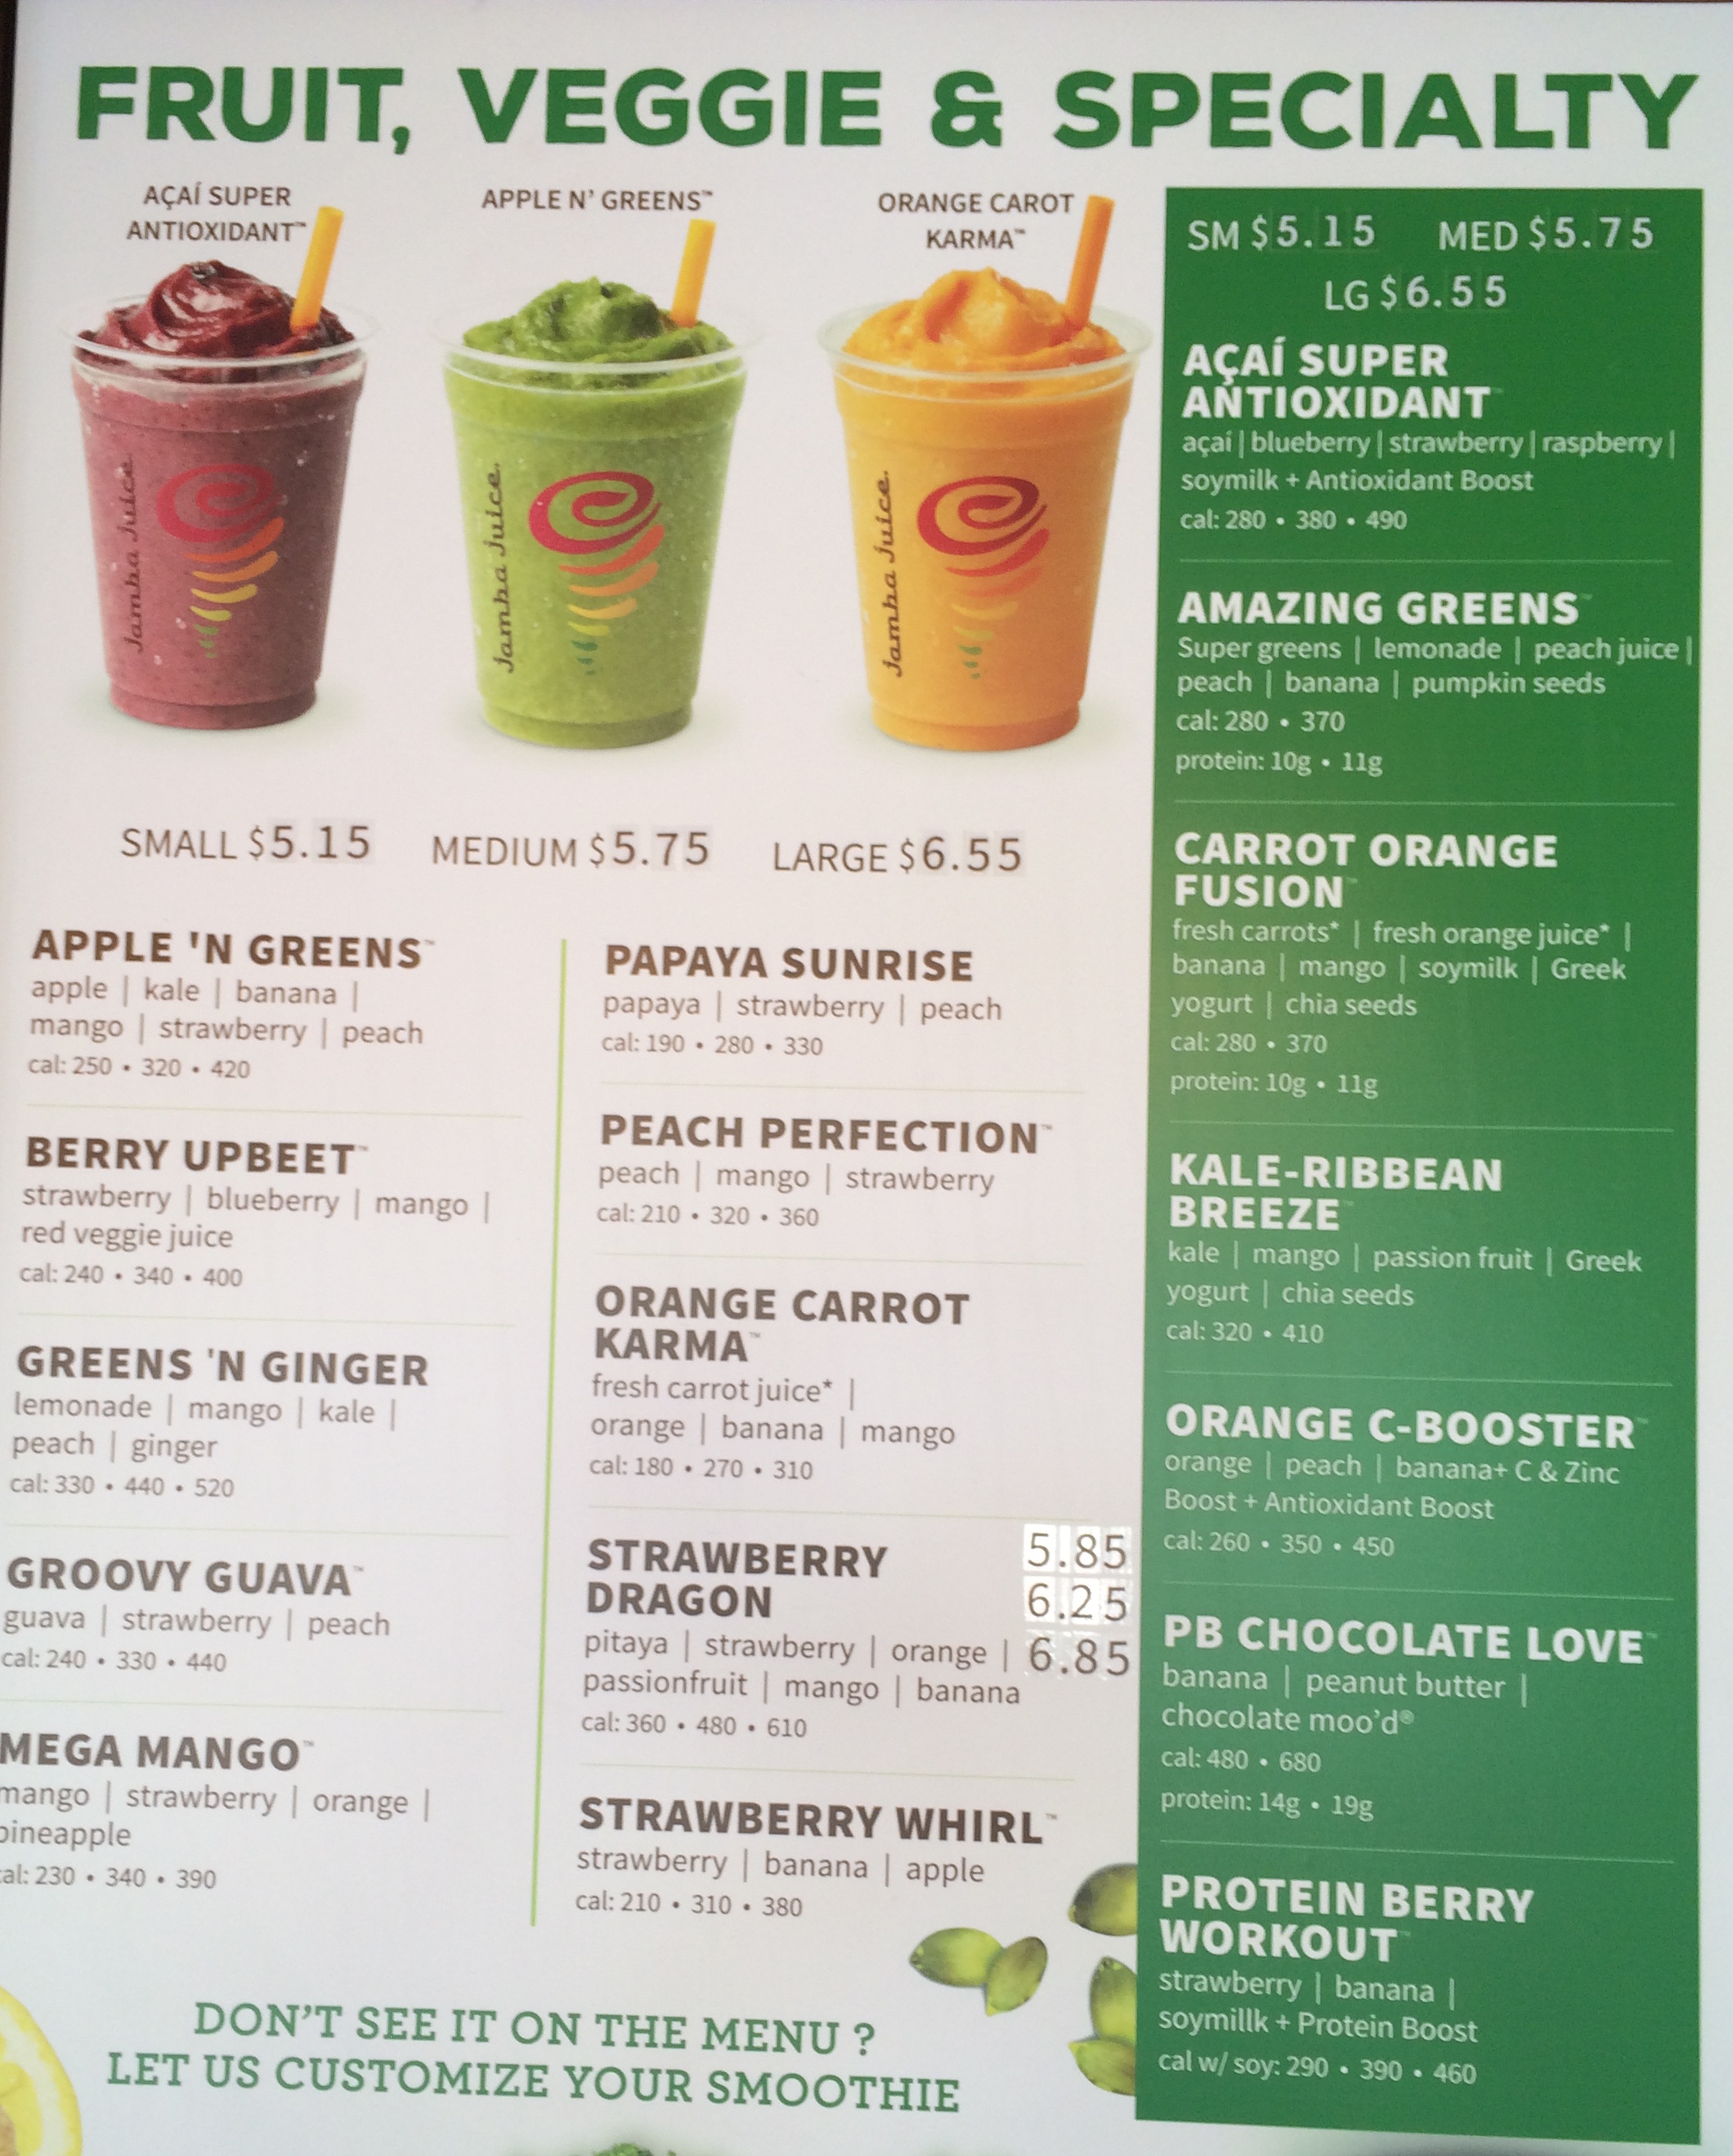 FRUIT, VEGGIE & SPECIALTY
AÇAÍ SUPER
ANTIOXIDANT™
APPLE N' GREENS™
ORANGE CAROT
KARMA™
Jamba Juice.
Jamba Juice.
Jamba Juice.
SMALL $5.15 MEDIUM $5.75 LARGE $6.55
APPLE 'N GREENS™
apple | kale | banana |
mango | strawberry | peach
cal: 250 • 320 • 420
BERRY UPBEET™
strawberry | blueberry | mango |
red veggie juice
cal: 240 • 340 • 400
GREENS 'N GINGER
lemonade | mango | kale |
peach | ginger
cal: 330 • 440 • 520
GROOVY GUAVA™
guava | strawberry | peach
cal: 240 • 330 • 440
MEGA MANGO™
mango | strawberry | orange |
pineapple
cal: 230 • 340 • 390
PAPAYA SUNRISE
papaya | strawberry | peach
cal: 190 • 280 • 330
PEACH PERFECTION™
peach | mango | strawberry
cal: 210 • 320 • 360
ORANGE CARROT
KARMA™
fresh carrot juice* |
orange | banana | mango
cal: 180 • 270 • 310
STRAWBERRY
DRAGON
pitaya | strawberry | orange |
passionfruit | mango | banana
cal: 360 • 480 • 610
5.85
6.25
6.85
STRAWBERRY WHIRL™
strawberry | banana | apple
cal: 210 • 310 • 380
DON'T SEE IT ON THE MENU ?
LET US CUSTOMIZE YOUR SMOOTHIE
SM $5.15 MED $5.75
LG $6.55
AÇAÍ SUPER
ANTIOXIDANT™
açaí | blueberry | strawberry | raspberry |
soymilk + Antioxidant Boost
cal: 280 • 380 • 490
AMAZING GREENS™
Super greens | lemonade | peach juice |
peach | banana | pumpkin seeds
cal: 280 • 370
protein: 10g • 11g
CARROT ORANGE
FUSION™
fresh carrots* | fresh orange juice* |
banana | mango | soymilk | Greek
yogurt | chia seeds
cal: 280 • 370
protein: 10g • 11g
KALE-RIBBEAN
BREEZE™
kale | mango | passion fruit | Greek
yogurt | chia seeds
cal: 320 • 410
ORANGE C-BOOSTER™
orange | peach | banana+ C & Zinc
Boost + Antioxidant Boost
cal: 260 • 350 • 450
PB CHOCOLATE LOVE™
banana | peanut butter |
chocolate moo'd®
cal: 480 • 680
protein: 14g • 19g
PROTEIN BERRY
WORKOUT™
strawberry | banana |
soymillk + Protein Boost
cal w/ soy: 290 • 390 • 460